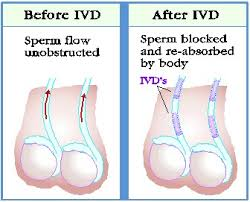 Before IVD
Sperm flow
unobstructed
After IVD
Sperm blocked
and re-absorbed
by body
IVD's